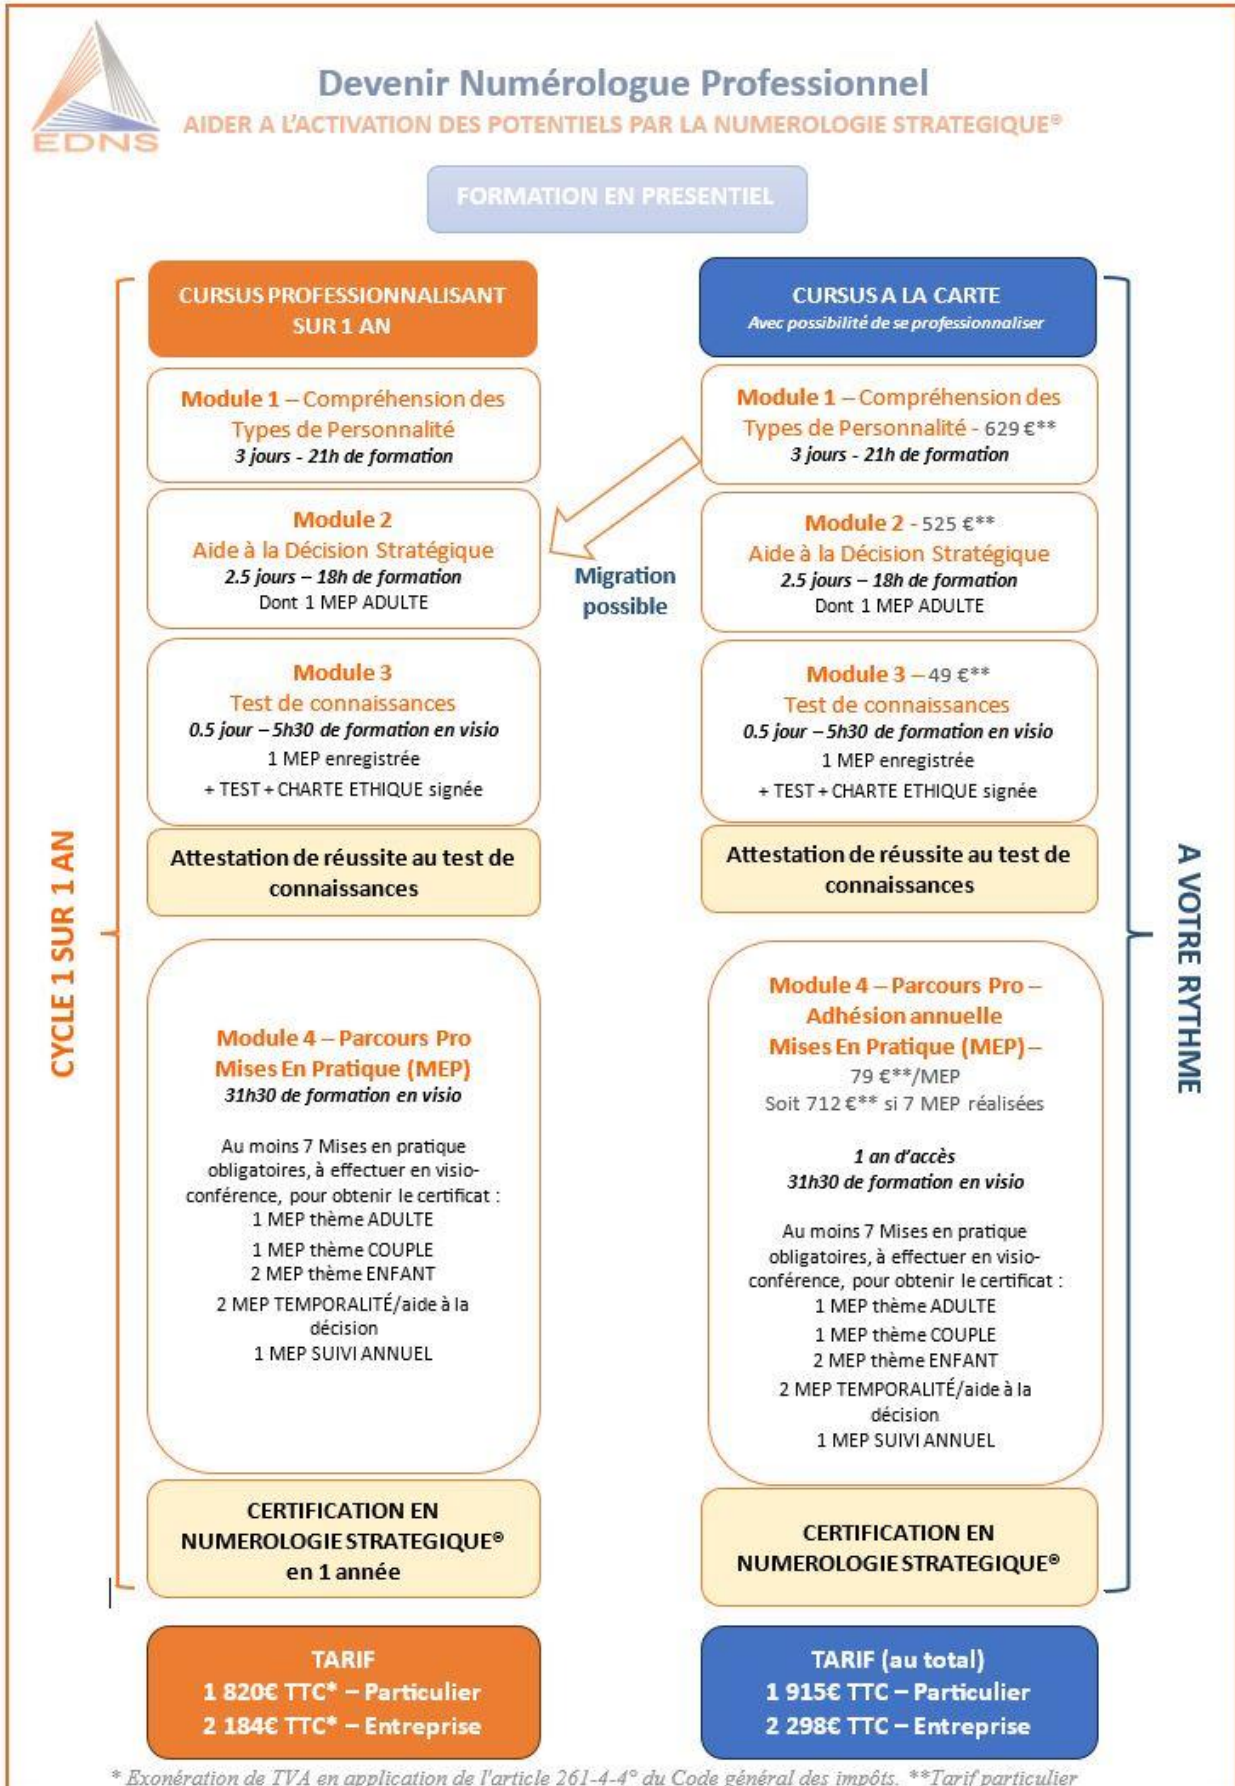 EDNS
Devenir Numérologue Professionnel
AIDER A L'ACTIVATION DES POTENTIELS PAR LA NUMEROLOGIE STRATEGIQUE®
FORMATION EN PRESENTIEL
CURSUS PROFESSIONNALISANT
SUR 1 AN
Module 1 – Compréhension des
Types de Personnalité
3 jours - 21h de formation
Module 2
Aide à la Décision Stratégique
2.5 jours – 18h de formation
Dont 1 MEP ADULTE
Module 3
Test de connaissances
0.5 jour – 5h30 de formation en visio
1 MEP enregistrée
+ TEST + CHARTE ETHIQUE signée
Attestation de réussite au test de
connaissances
Module 4 – Parcours Pro
Mises En Pratique (MEP)
31h30 de formation en visio
Au moins 7 Mises en pratique
obligatoires, à effectuer en visio-
conférence, pour obtenir le certificat :
1 MEP thème ADULTE
1 MEP thème COUPLE
2 MEP thème ENFANT
2 MEP TEMPORALITÉ/aide à la
décision
1 MEP SUIVI ANNUEL
CERTIFICATION EN
NUMEROLOGIE STRATEGIQUE®
en 1 année
TARIF
1 820€ TTC* – Particulier
2 184€ TTC* – Entreprise
CYCLE 1 SUR 1 AN
Migration
possible
CURSUS A LA CARTE
Avec possibilité de se professionnaliser
Module 1 – Compréhension des
Types de Personnalité - 629 €**
3 jours - 21h de formation
Module 2 - 525 €**
Aide à la Décision Stratégique
2.5 jours – 18h de formation
Dont 1 MEP ADULTE
Module 3 – 49 €**
Test de connaissances
0.5 jour – 5h30 de formation en visio
1 MEP enregistrée
+ TEST + CHARTE ETHIQUE signée
Attestation de réussite au test de
connaissances
Module 4 – Parcours Pro –
Adhésion annuelle
Mises En Pratique (MEP) –
79 €**/MEP
Soit 712 €** si 7 MEP réalisées
1 an d'accès
31h30 de formation en visio
Au moins 7 Mises en pratique
obligatoires, à effectuer en visio-
conférence, pour obtenir le certificat :
1 MEP thème ADULTE
1 MEP thème COUPLE
2 MEP thème ENFANT
2 MEP TEMPORALITÉ/aide à la
décision
1 MEP SUIVI ANNUEL
CERTIFICATION EN
NUMEROLOGIE STRATEGIQUE®
TARIF (au total)
1 915€ TTC – Particulier
2 298€ TTC – Entreprise
A VOTRE RYTHME
* Exonération de TVA en application de l'article 261-4-4° du Code général des impôts. **Tarif particulier